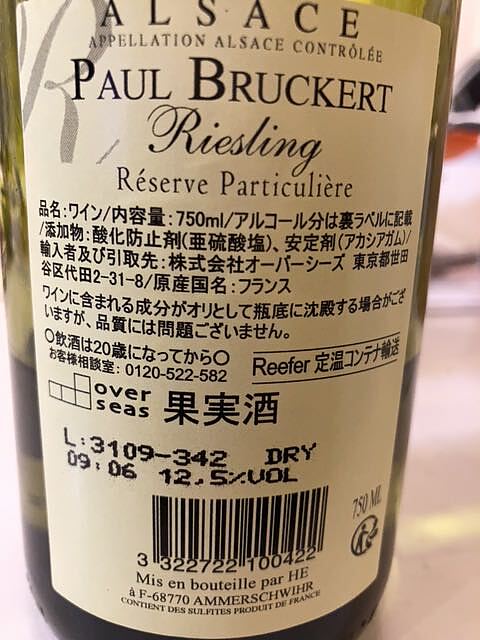 ALSACE
APPELLATION ALSACE CONTRÔLÉE
PAUL BRUCKERT
Riesling
Réserve Particulière
品名:ワイン/内容量:750ml/アルコール分は裏ラベルに記載
/添加物:酸化防止剤(亜硫酸塩)、安定剤(アカシアガム)/
輸入者及び引取先:株式会社オーバーシーズ 東京都世田
谷区代田2-31-8/原産国名:フランス
ワインに含まれる成分がオリとして瓶底に沈殿する場合がござ
いますが、品質には問題ございません。
〇飲酒は20歳になってから〇
お客様相談室: 0120-522-582
Reefer 定温コンテナ輸送
over
seas 果実酒
L:3109-342 DRY
09:06 12,5%VOL
750 ML
3 322722 100422
Mis en bouteille par HE
à F-68770 AMMERSCHWIHR
CONTIENT DES SULFITES PRODUIT DE FRANCE